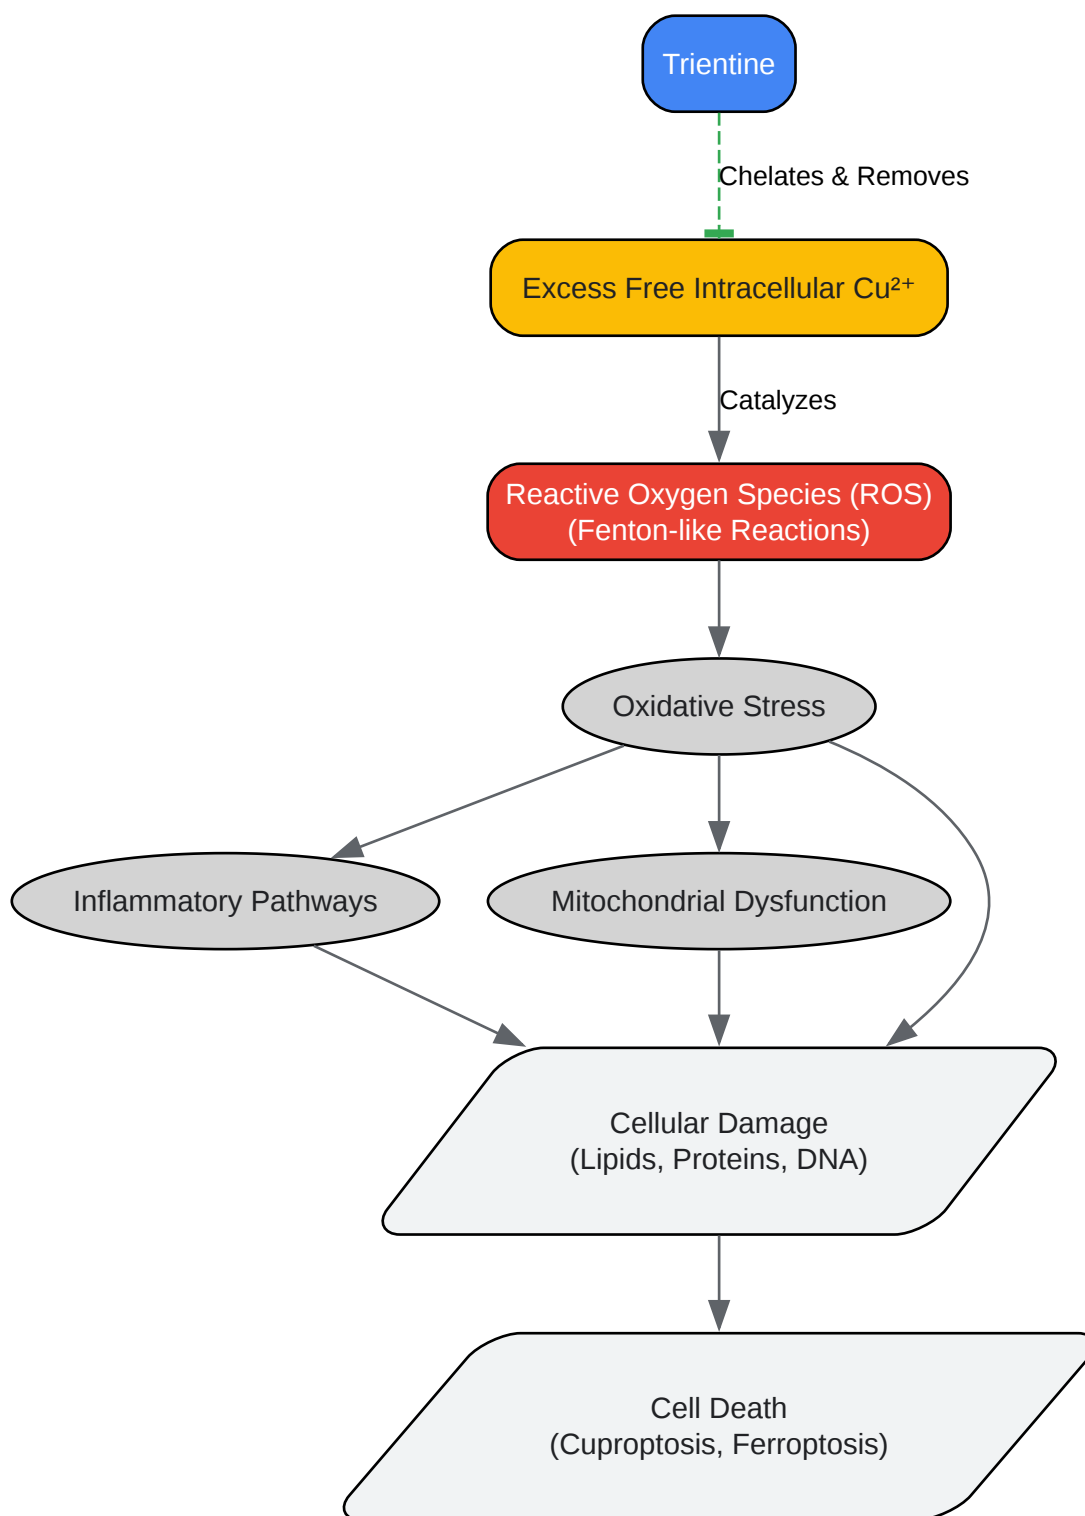 Trientine
Chelates & Removes
Excess Free Intracellular Cu²⁺
Catalyzes
Reactive Oxygen Species (ROS)
(Fenton-like Reactions)
Oxidative Stress
Inflammatory Pathways
Mitochondrial Dysfunction
Cellular Damage
(Lipids, Proteins, DNA)
Cell Death
(Cuproptosis, Ferroptosis)